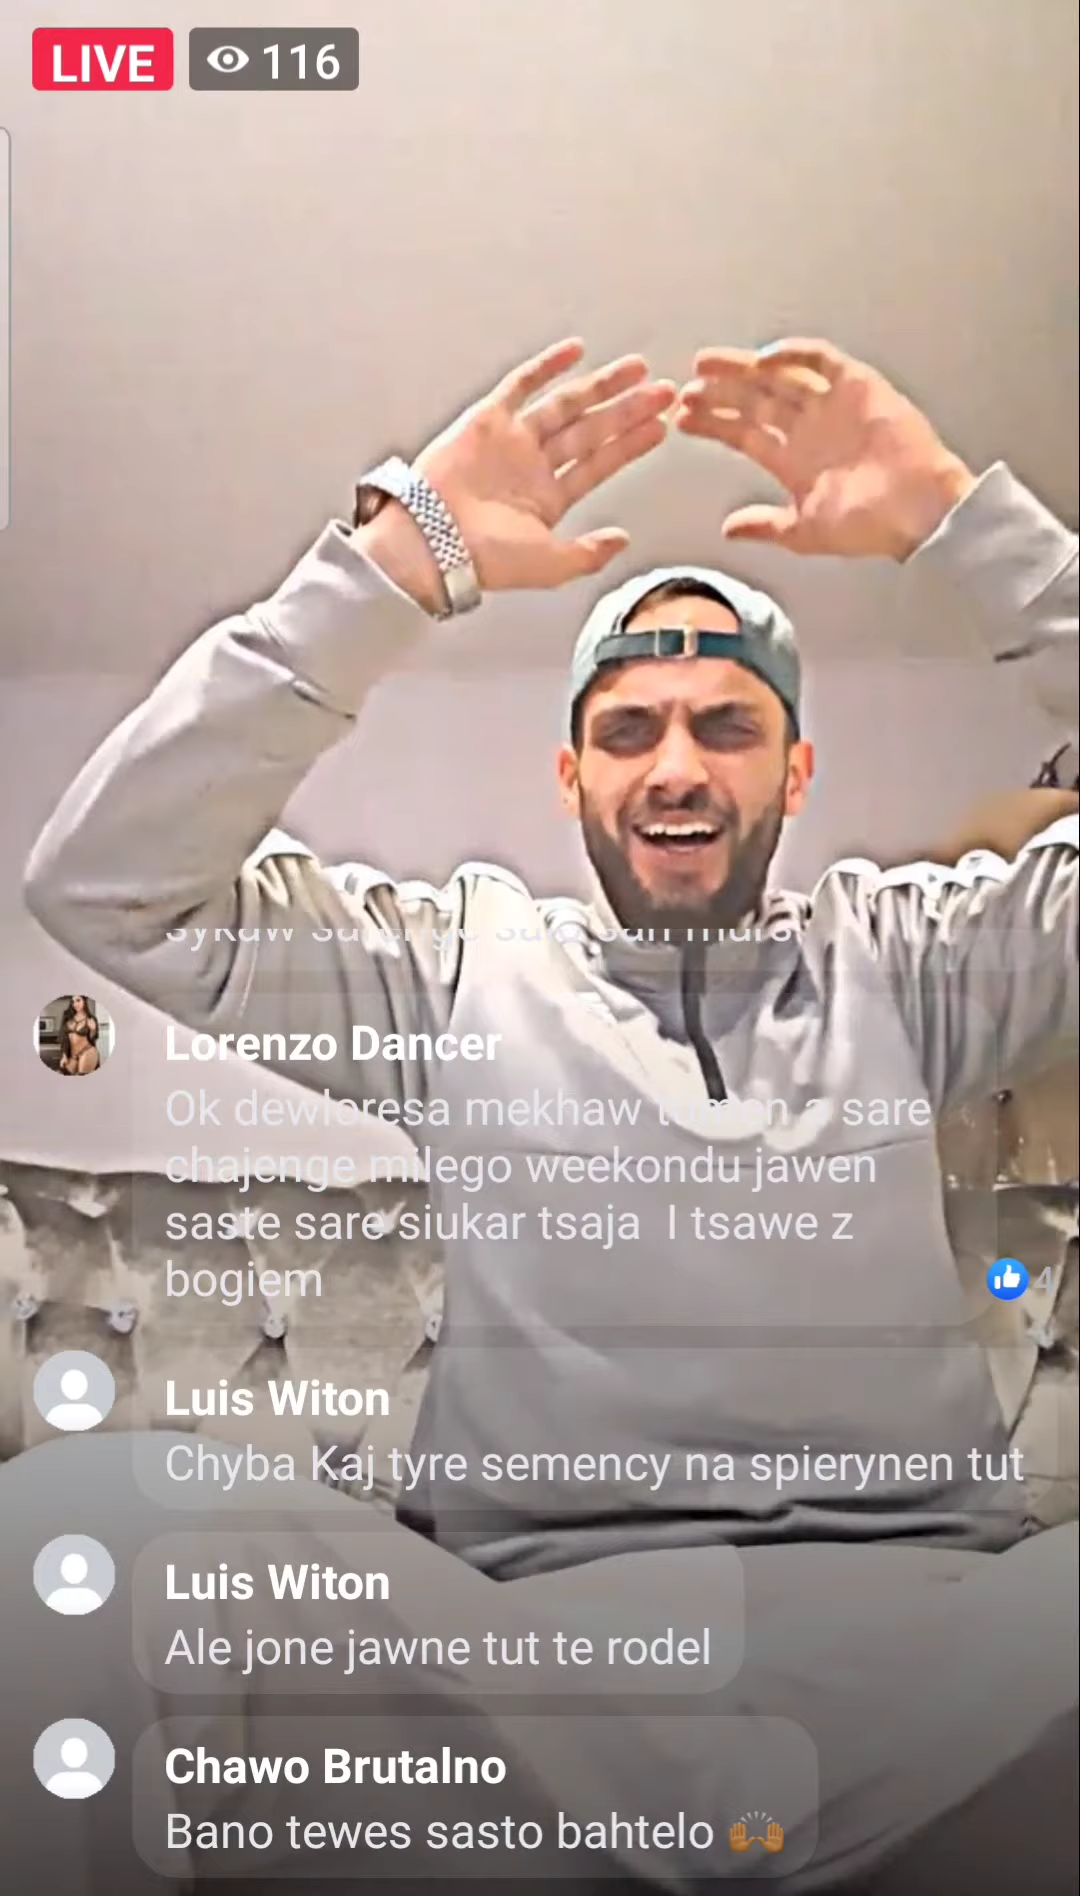 LIVE
116
Lorenzo Dancer
Ok dewloresa mekhaw tumen a sare
chajenge milego weekondu jawen
saste sare siukar tsaja I tsawe z
bogiem
4
Luis Witon
Chyba Kaj tyre semency na spierynen tut
Luis Witon
Ale jone jawne tut te rodel
Chawo Brutalno
Bano tewes sasto bahtelo 🙌🏾